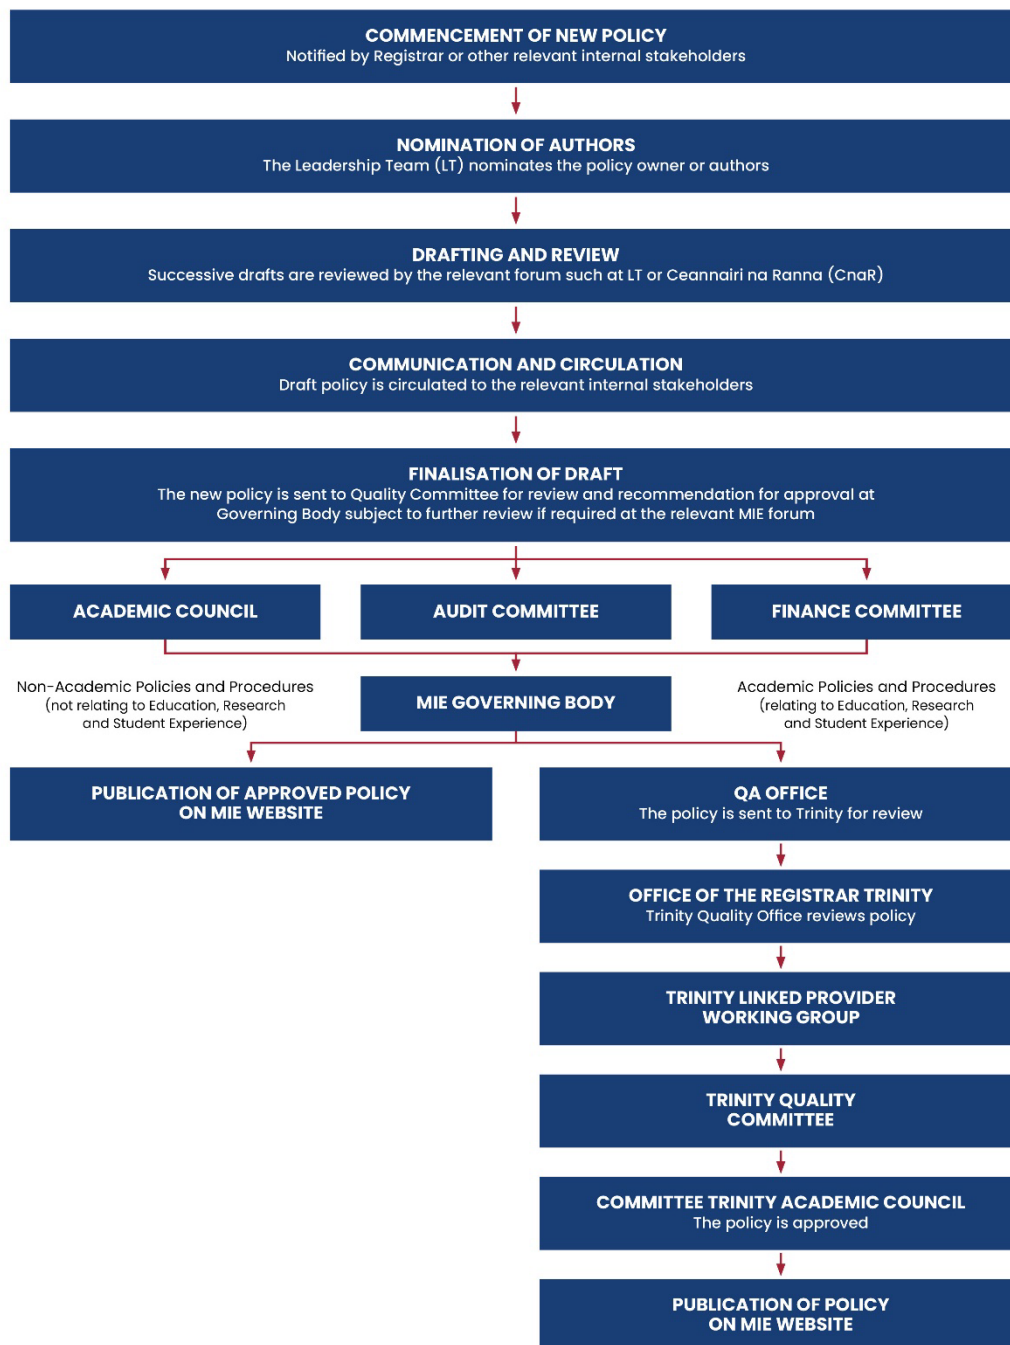 COMMENCEMENT OF NEW POLICY
Notified by Registrar or other relevant internal stakeholders
NOMINATION OF AUTHORS
The Leadership Team (LT) nominates the policy owner or authors
DRAFTING AND REVIEW
Successive drafts are reviewed by the relevant forum such at LT or Ceannairi na Ranna (CnaR)
COMMUNICATION AND CIRCULATION
Draft policy is circulated to the relevant internal stakeholders
FINALISATION OF DRAFT
The new policy is sent to Quality Committee for review and recommendation for approval at
Governing Body subject to further review if required at the relevant MIE forum
ACADEMIC COUNCIL
AUDIT COMMITTEE
FINANCE COMMITTEE
Non-Academic Policies and Procedures
(not relating to Education, Research
and Student Experience)
MIE GOVERNING BODY
Academic Policies and Procedures
(relating to Education, Research
and Student Experience)
PUBLICATION OF APPROVED POLICY
ON MIE WEBSITE
QA OFFICE
The policy is sent to Trinity for review
OFFICE OF THE REGISTRAR TRINITY
Trinity Quality Office reviews policy
TRINITY LINKED PROVIDER
WORKING GROUP
TRINITY QUALITY
COMMITTEE
COMMITTEE TRINITY ACADEMIC COUNCIL
The policy is approved
PUBLICATION OF POLICY
ON MIE WEBSITE